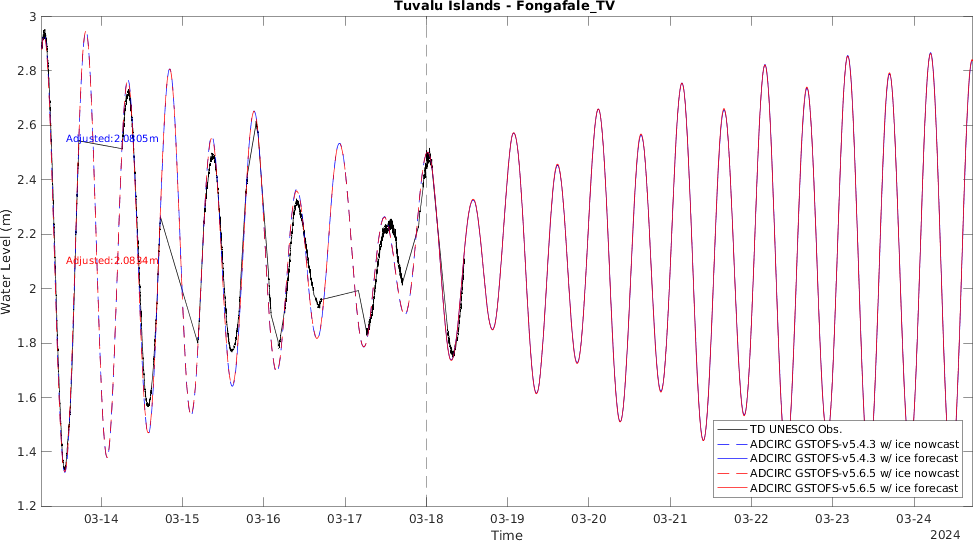 Tuvalu Islands - Fongafale_TV
3
2.8
2.6
2.4
2.2
2
1.8
1.6
1.4
1.2
Water Level (m)
Adjusted:2.0805m
Adjusted:2.0834m
TD UNESCO Obs.
ADCIRC GSTOFS-v5.4.3 w/ ice nowcast
ADCIRC GSTOFS-v5.4.3 w/ ice forecast
ADCIRC GSTOFS-v5.6.5 w/ ice nowcast
ADCIRC GSTOFS-v5.6.5 w/ ice forecast
03-14 03-15 03-16 03-17 03-18 03-19 03-20 03-21 03-22 03-23 03-24
Time
2024